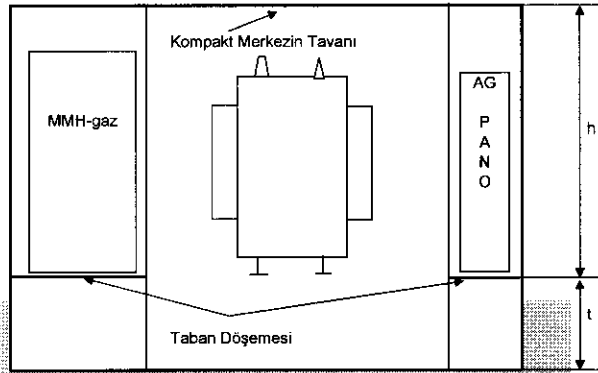 Kompakt Merkezin Tavanı
MMH-gaz
AG
P
A
N
O
h
t
Taban Döşemesi